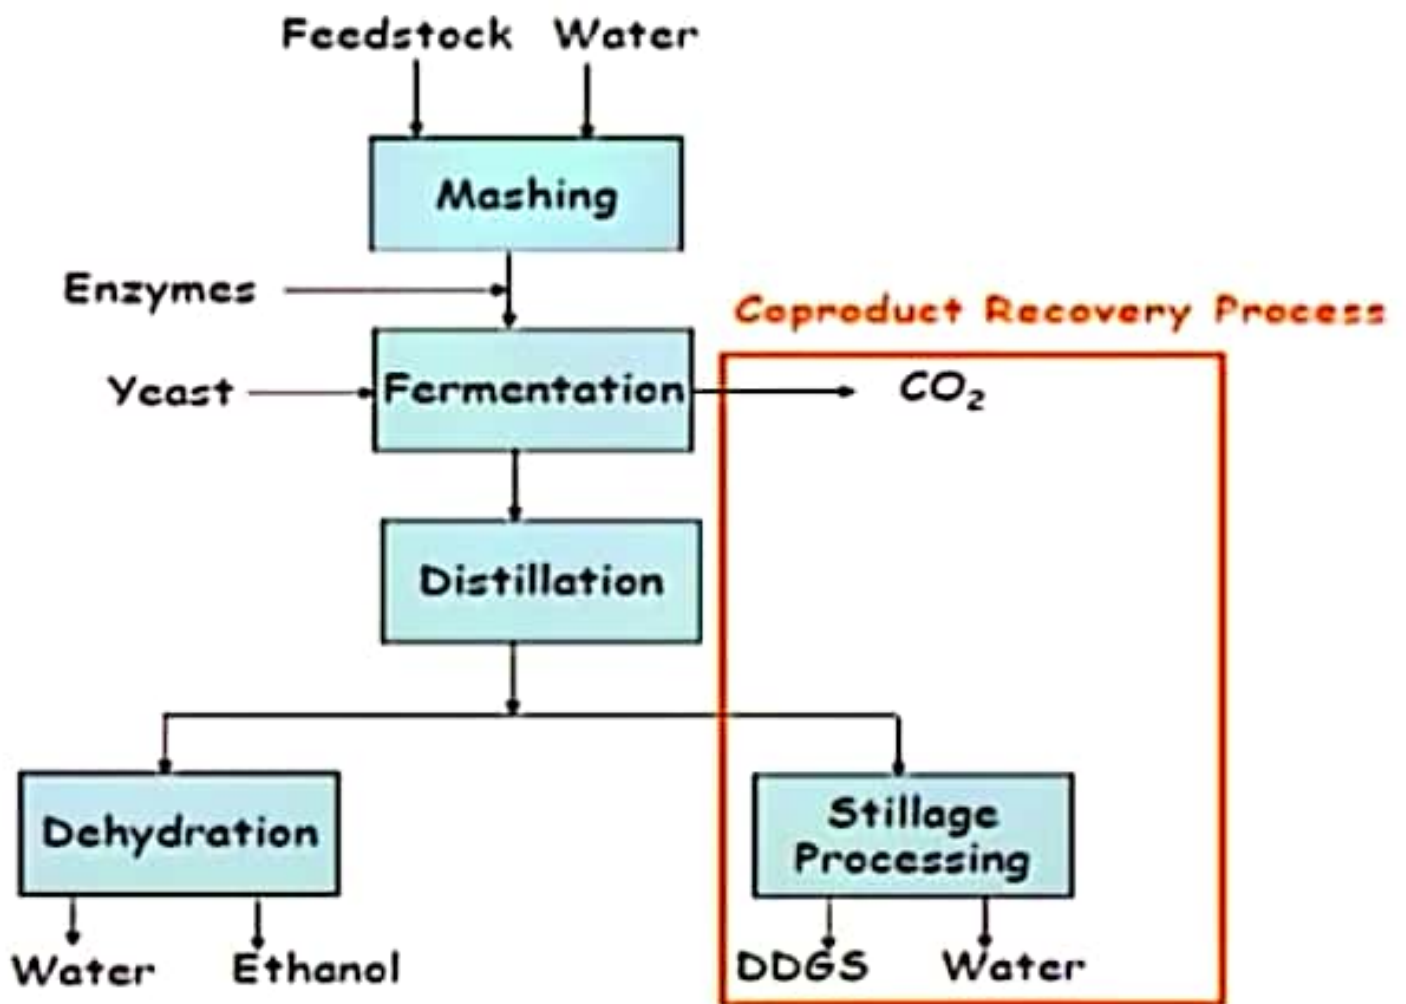 Feedstock Water
Mashing
Enzymes
Coproduct Recovery Process
Yeast
Fermentation
CO₂
Distillation
Dehydration
Stillage
Processing
Water
Ethanol
DDGS
Water